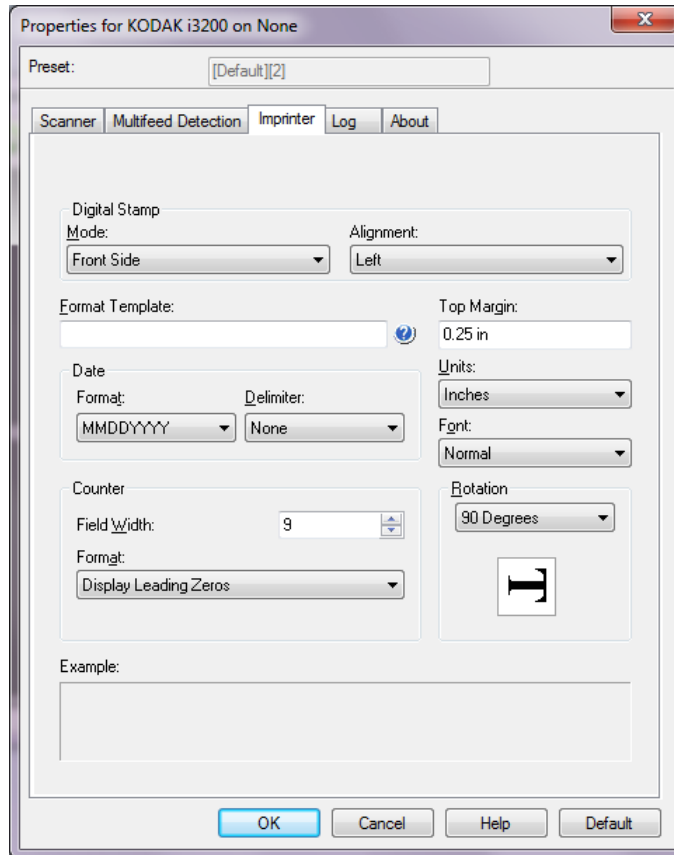 Properties for KODAK i3200 on None
Preset: [Default][2]
Scanner Multifeed Detection Imprinter Log About
Digital Stamp
Mode: Alignment:
Front Side Left
Format Template: Top Margin:
0.25 in
Date Units:
Format: Delimiter: Inches
MMDDYYYY None Font:
Normal
Counter Rotation
Field Width: 9 90 Degrees
Format:
Display Leading Zeros
T
Example:
OK Cancel Help Default